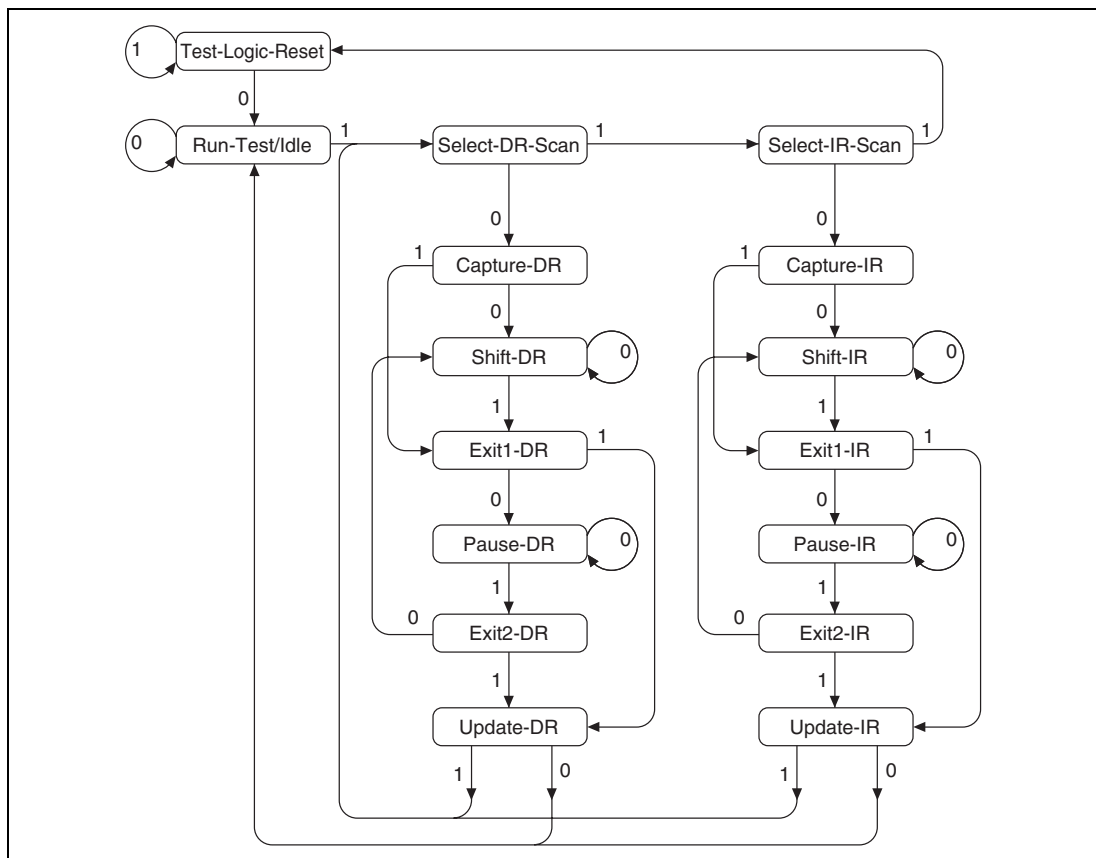 1 Test-Logic-Reset
0
0 Run-Test/Idle 1 Select-DR-Scan 1 Select-IR-Scan 1
0 0
1 Capture-DR 1 Capture-IR
0 0
Shift-DR 0 Shift-IR 0
1 1
Exit1-DR 1 Exit1-IR 1
0 0
Pause-DR 0 Pause-IR 0
1 1
0 Exit2-DR 0 Exit2-IR
1 1
Update-DR Update-IR
1 0 1 0